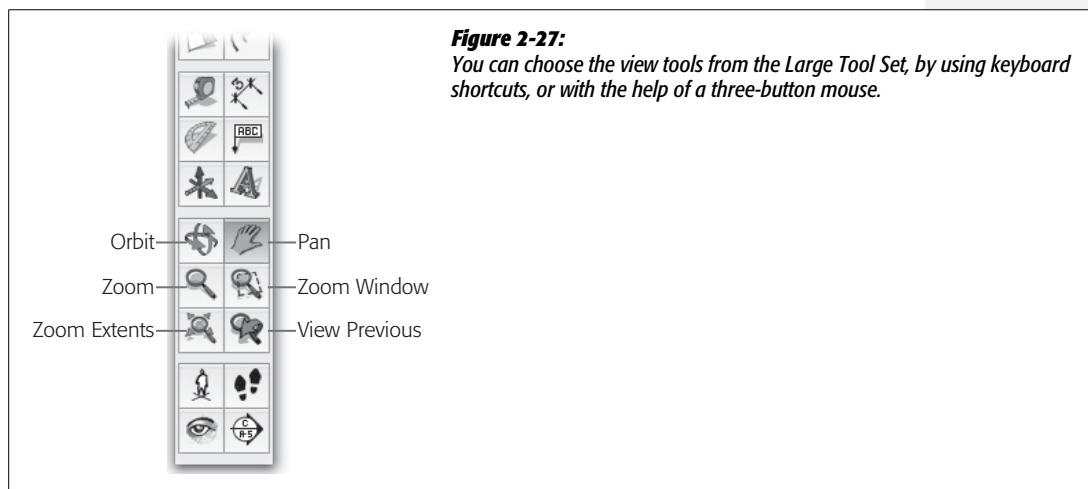 Figure 2-27:
You can choose the view tools from the Large Tool Set, by using keyboard
shortcuts, or with the help of a three-button mouse.
ABC
A
Orbit
Pan
Zoom
Zoom Window
Zoom Extents
View Previous
C
A-5